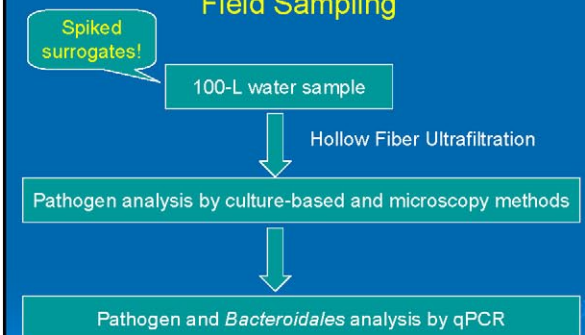 Field Sampling
Spiked
surrogates!
100-L water sample
Hollow Fiber Ultrafiltration
Pathogen analysis by culture-based and microscopy methods
Pathogen and Bacteroidales analysis by qPCR